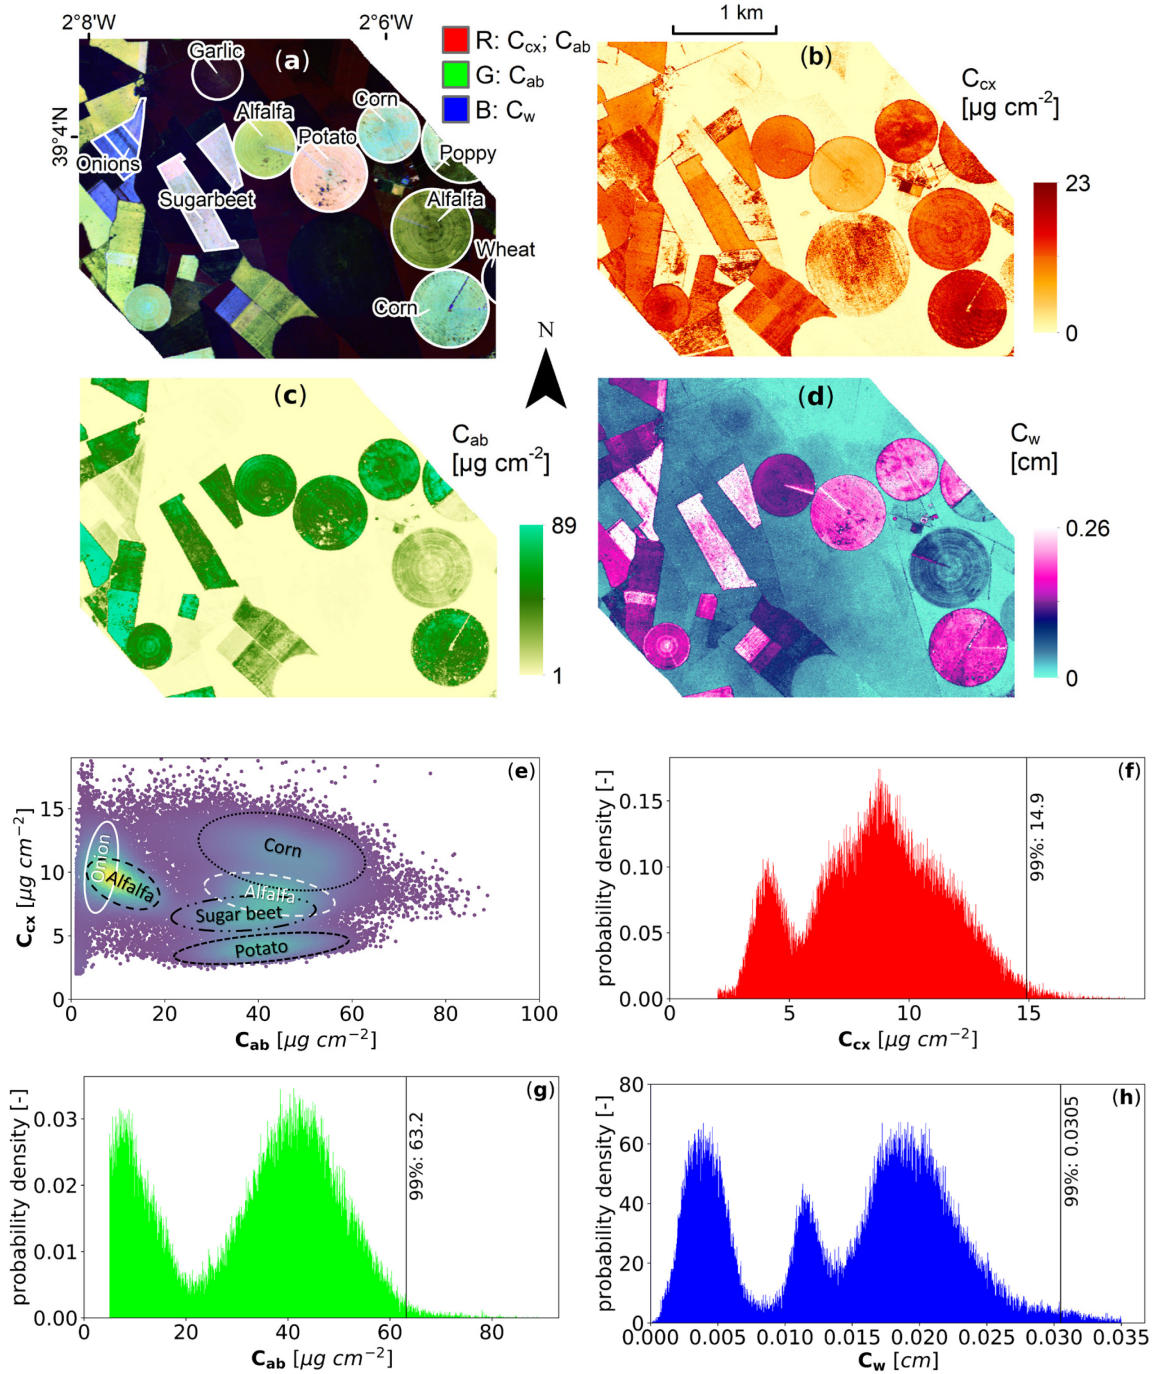 2°8'W
2°6'W
39°4'N
R: Ccx; Cab
G: Cab
B: Cw
1 km
(a)
Garlic
Alfalfa
Corn
Potato
Onions
Poppy
Sugarbeet
Alfalfa
Wheat
Corn
(b)
Ccx
[µg cm-2]
23
0
N
(c)
Cab
[µg cm-2]
89
1
(d)
Cw
[cm]
0.26
0
(e)
Ccx [µg cm−2]
15
10
5
0
Onion
Alfalfa
Corn
Alfalfa
Sugar beet
Potato
0 20 40 60 80 100
Cab [µg cm−2]
(f)
probability density [-]
0.15
0.10
0.05
0.00
99%: 14.9
0 5 10 15
Ccx [µg cm−2]
(g)
probability density [-]
0.03
0.02
0.01
0.00
99%: 63.2
0 20 40 60 80
Cab [µg cm−2]
(h)
probability density [-]
80
60
40
20
0
99%: 0.0305
0.000 0.005 0.010 0.015 0.020 0.025 0.030 0.035
Cw [cm]